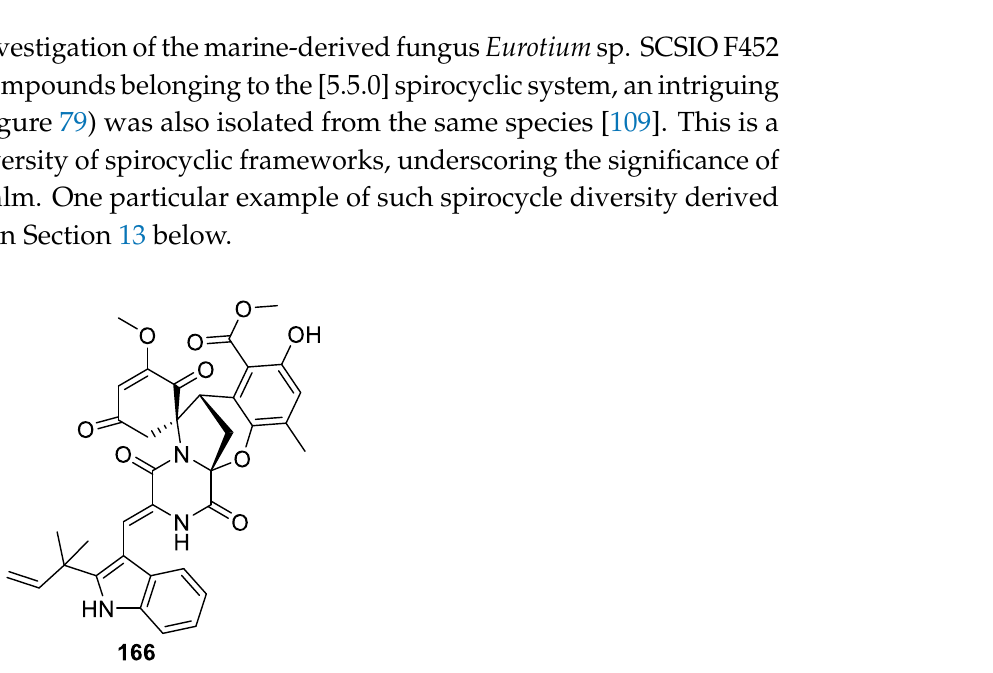 vestigation of the marine-derived fungus Eurotium sp. SCSIO F452
mpounds belonging to the [5.5.0] spirocyclic system, an intriguing
gure 79) was also isolated from the same species [109]. This is a
ersity of spirocyclic frameworks, underscoring the significance of
lm. One particular example of such spirocycle diversity derived
n Section 13 below.
O
O
OH
O
O
O
O
O
N
O
N
H
O
HN
166